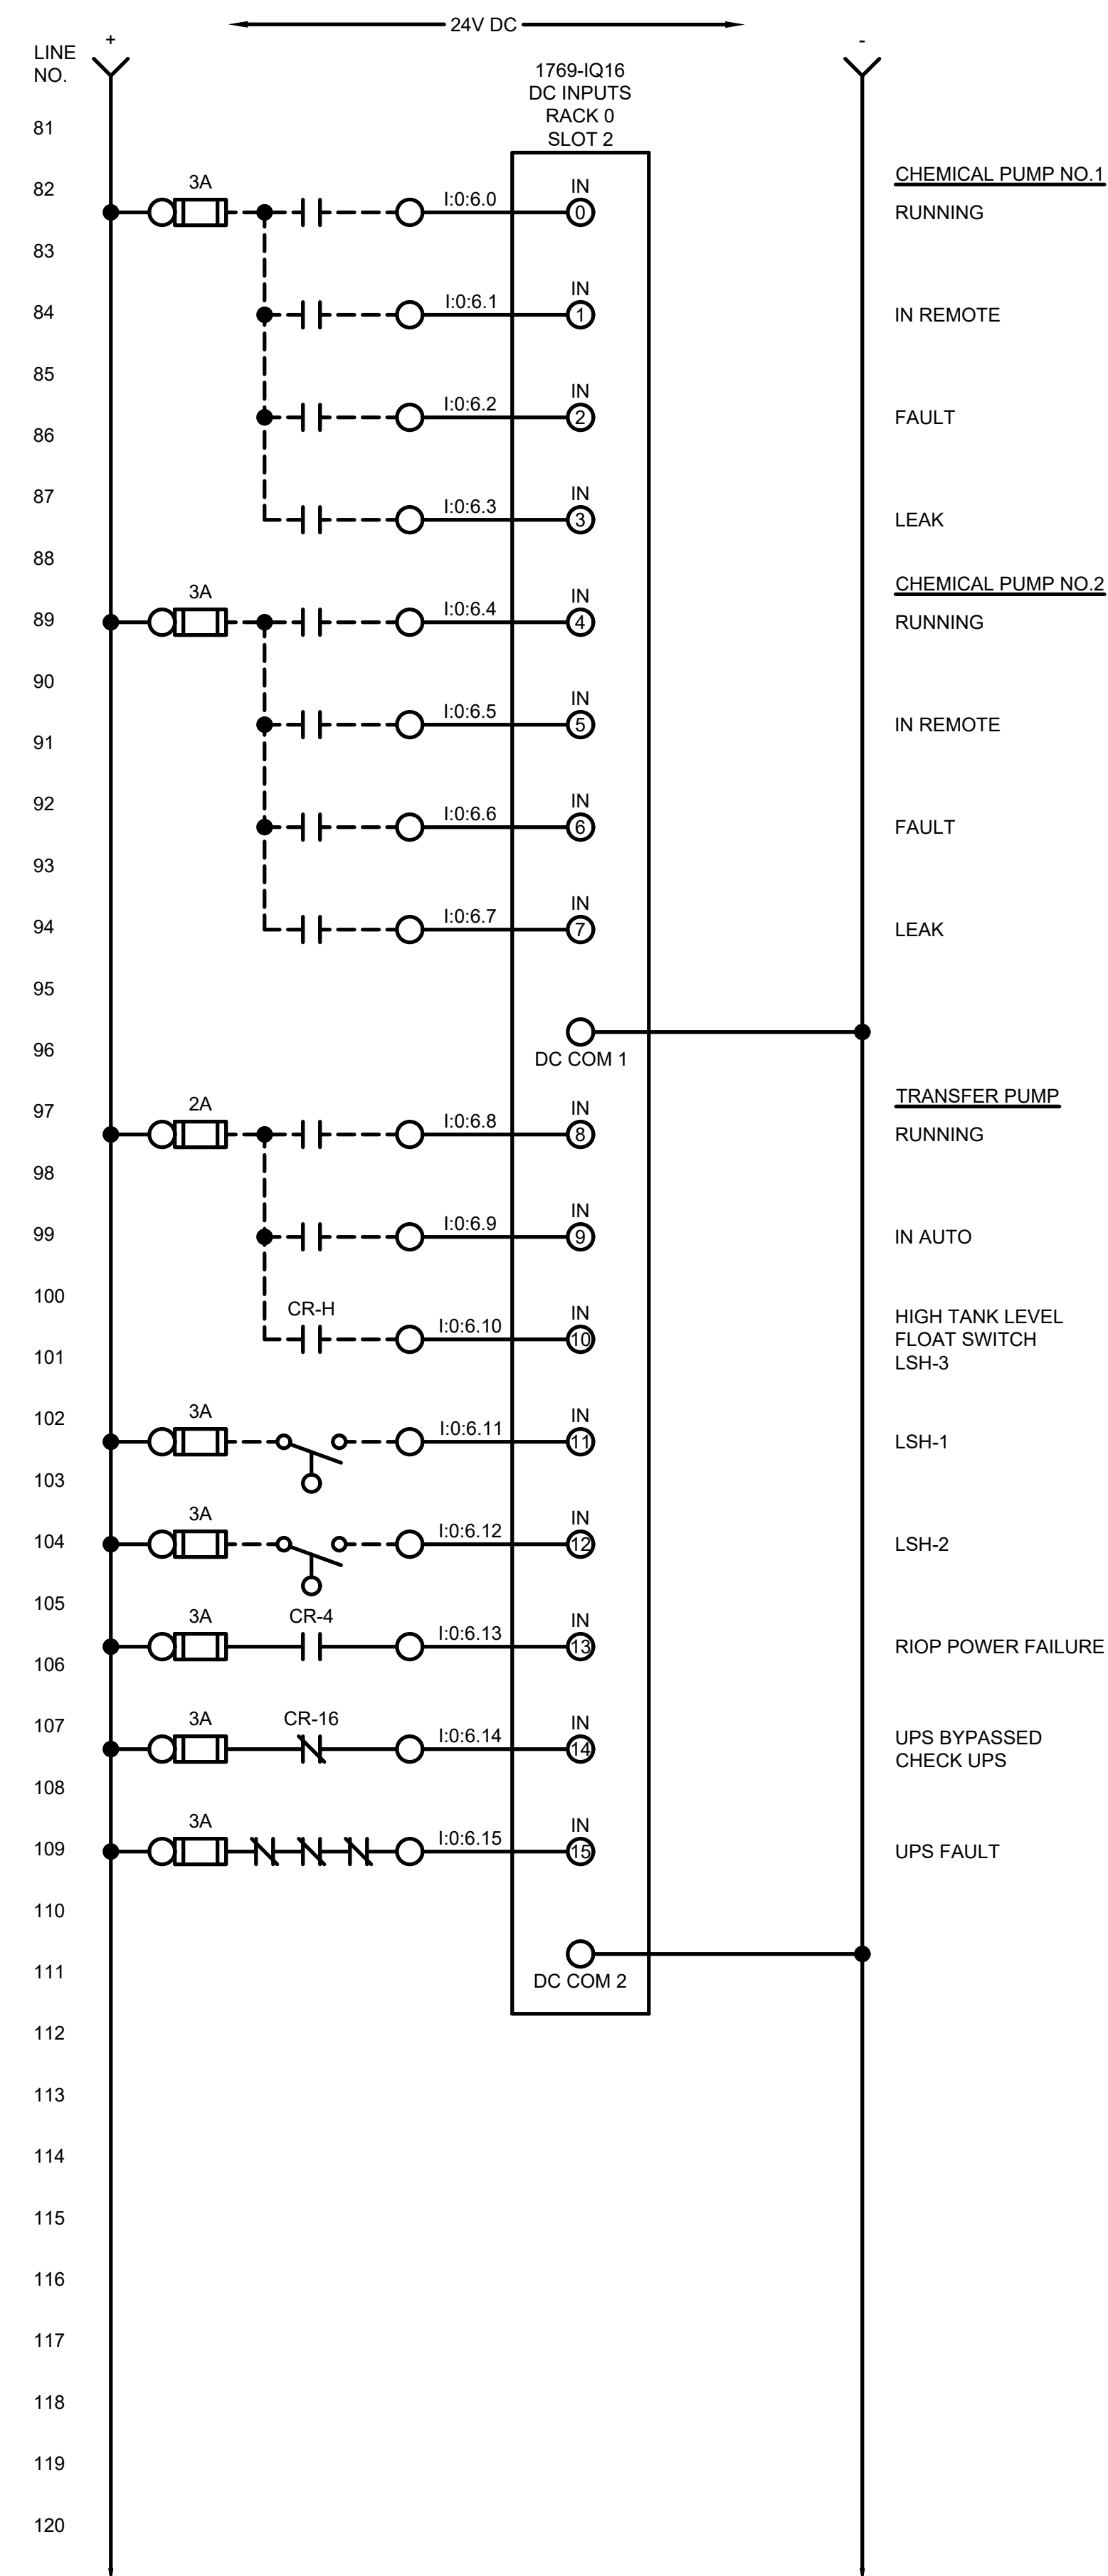 24V DC
+
-
LINE
NO.
1769-IQ16
DC INPUTS
RACK 0
SLOT 2
81
CHEMICAL PUMP NO.1
82
3A
I:0:6.0
IN
0
RUNNING
83
84
I:0:6.1
IN
1
IN REMOTE
85
I:0:6.2
IN
2
FAULT
86
87
I:0:6.3
IN
3
LEAK
88
CHEMICAL PUMP NO.2
89
3A
I:0:6.4
IN
4
RUNNING
90
I:0:6.5
IN
5
IN REMOTE
91
92
I:0:6.6
IN
6
FAULT
93
94
I:0:6.7
IN
7
LEAK
95
96
DC COM 1
TRANSFER PUMP
97
2A
I:0:6.8
IN
8
RUNNING
98
99
I:0:6.9
IN
9
IN AUTO
100
CR-H
I:0:6.10
IN
10
HIGH TANK LEVEL
FLOAT SWITCH
LSH-3
101
102
3A
I:0:6.11
IN
11
LSH-1
103
104
3A
I:0:6.12
IN
12
LSH-2
105
3A
CR-4
I:0:6.13
IN
13
RIOP POWER FAILURE
106
107
3A
CR-16
I:0:6.14
IN
14
UPS BYPASSED
CHECK UPS
108
109
3A
I:0:6.15
IN
15
UPS FAULT
110
111
DC COM 2
112
113
114
115
116
117
118
119
120